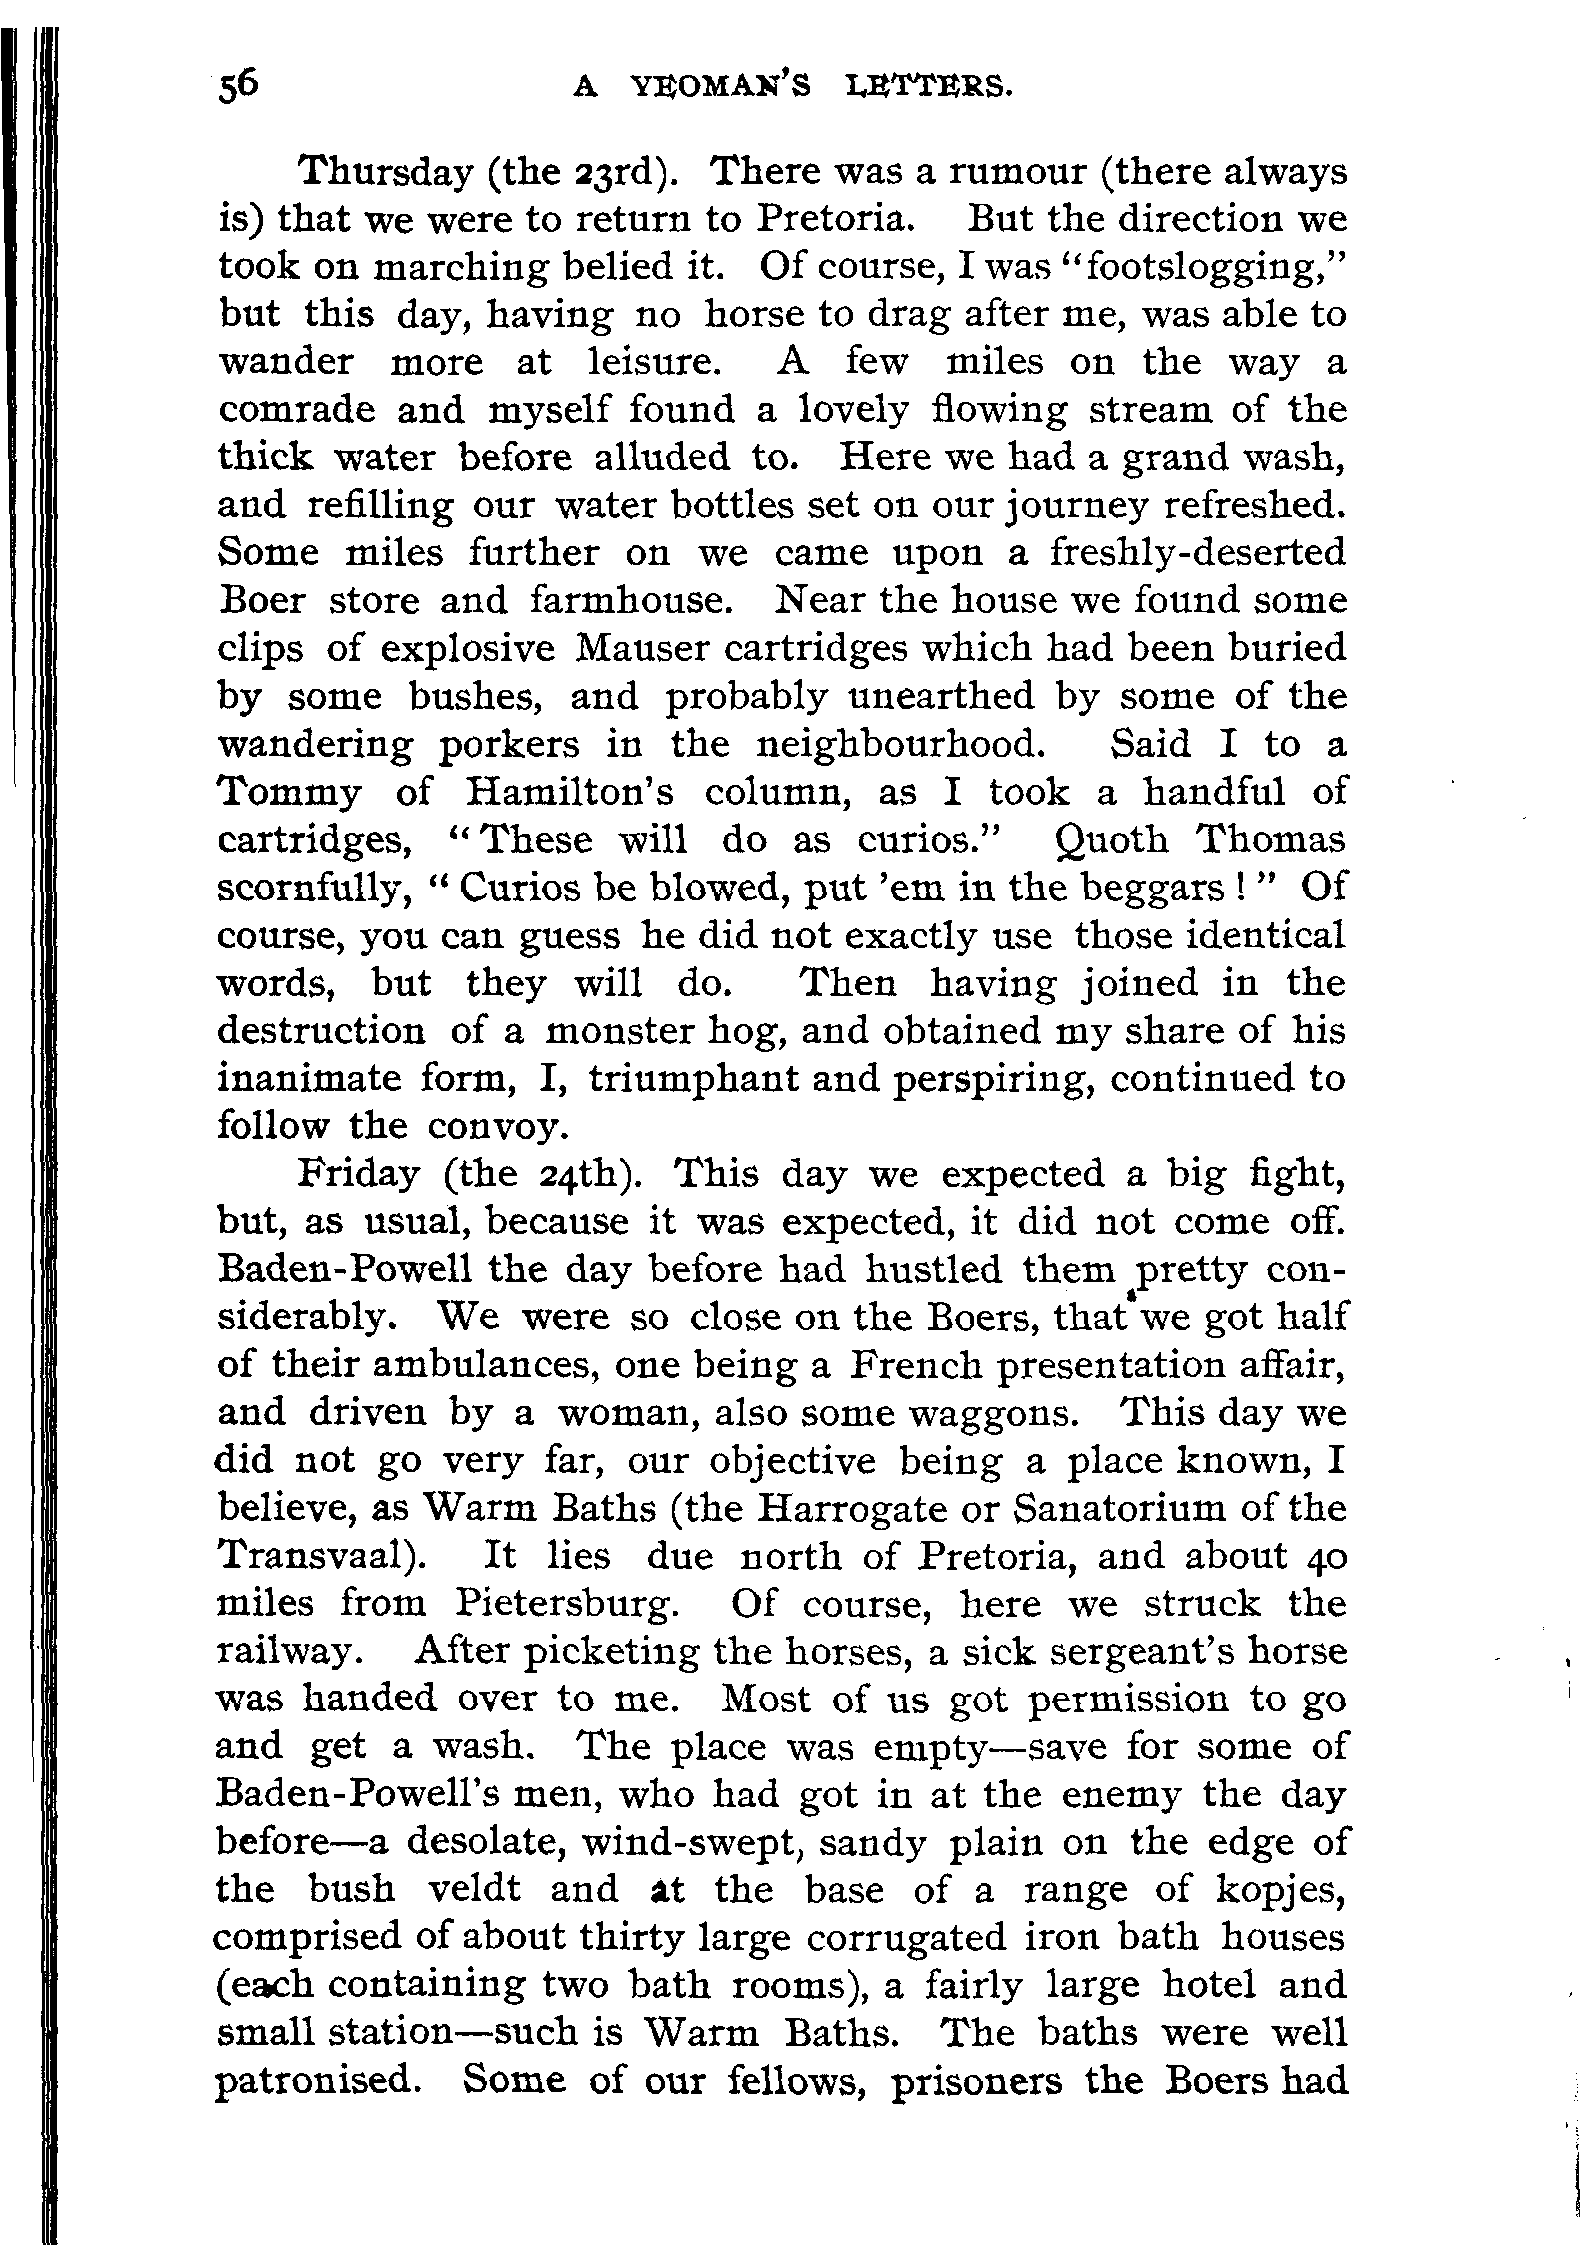 56 A YEOMAN'S LETTERS.
Thursday (the 23rd). There was a rumour (there always
is) that we were to return to Pretoria. But the direction we
took on marching belied it. Of course, I was "footslogging,"
but this day, having no horse to drag after me, was able to
wander more at leisure. A few miles on the way a
comrade and myself found a lovely flowing stream of the
thick water before alluded to. Here we had a grand wash,
and refilling our water bottles set on our journey refreshed.
Some miles further on we came upon a freshly-deserted
Boer store and farmhouse. Near the house we found some
clips of explosive Mauser cartridges which had been buried
by some bushes, and probably unearthed by some of the
wandering porkers in the neighbourhood. Said I to a
Tommy of Hamilton's column, as I took a handful of
cartridges, "These will do as curios." Quoth Thomas
scornfully, "Curios be blowed, put 'em in the beggars!" Of
course, you can guess he did not exactly use those identical
words, but they will do. Then having joined in the
destruction of a monster hog, and obtained my share of his
inanimate form, I, triumphant and perspiring, continued to
follow the convoy.
Friday (the 24th). This day we expected a big fight,
but, as usual, because it was expected, it did not come off.
Baden-Powell the day before had hustled them pretty con-
siderably. We were so close on the Boers, that we got half
of their ambulances, one being a French presentation affair,
and driven by a woman, also some waggons. This day we
did not go very far, our objective being a place known, I
believe, as Warm Baths (the Harrogate or Sanatorium of the
Transvaal). It lies due north of Pretoria, and about 40
miles from Pietersburg. Of course, here we struck the
railway. After picketing the horses, a sick sergeant's horse
was handed over to me. Most of us got permission to go
and get a wash. The place was empty—save for some of
Baden-Powell's men, who had got in at the enemy the day
before—a desolate, wind-swept, sandy plain on the edge of
the bush veldt and at the base of a range of kopjes,
comprised of about thirty large corrugated iron bath houses
(each containing two bath rooms), a fairly large hotel and
small station—such is Warm Baths. The baths were well
patronised. Some of our fellows, prisoners the Boers had